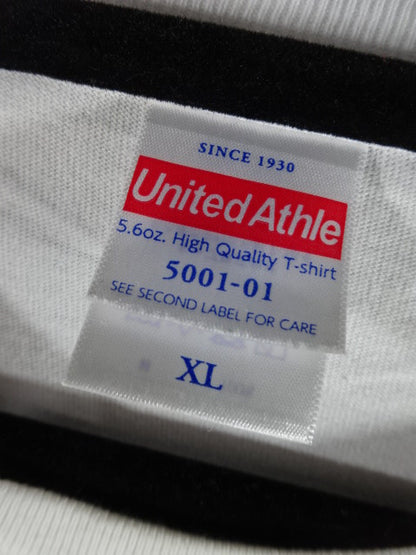 SINCE 1930
United Athle
5.6oz. High Quality T-shirt
5001-01
SEE SECOND LABEL FOR CARE
XL